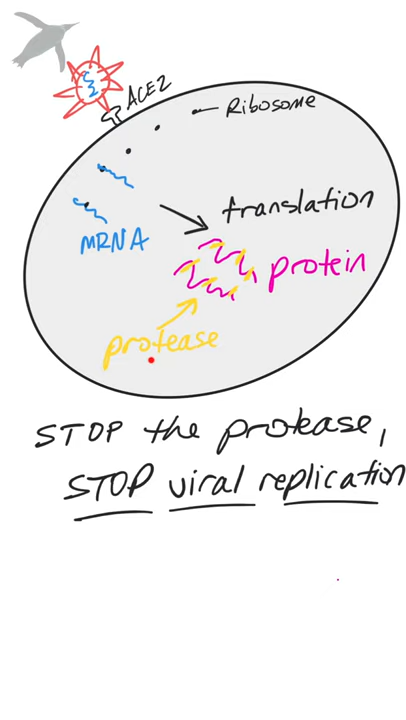 ACE2
Ribosome
translation
mRNA
protein
protease
STOP the protease,
STOP viral replication